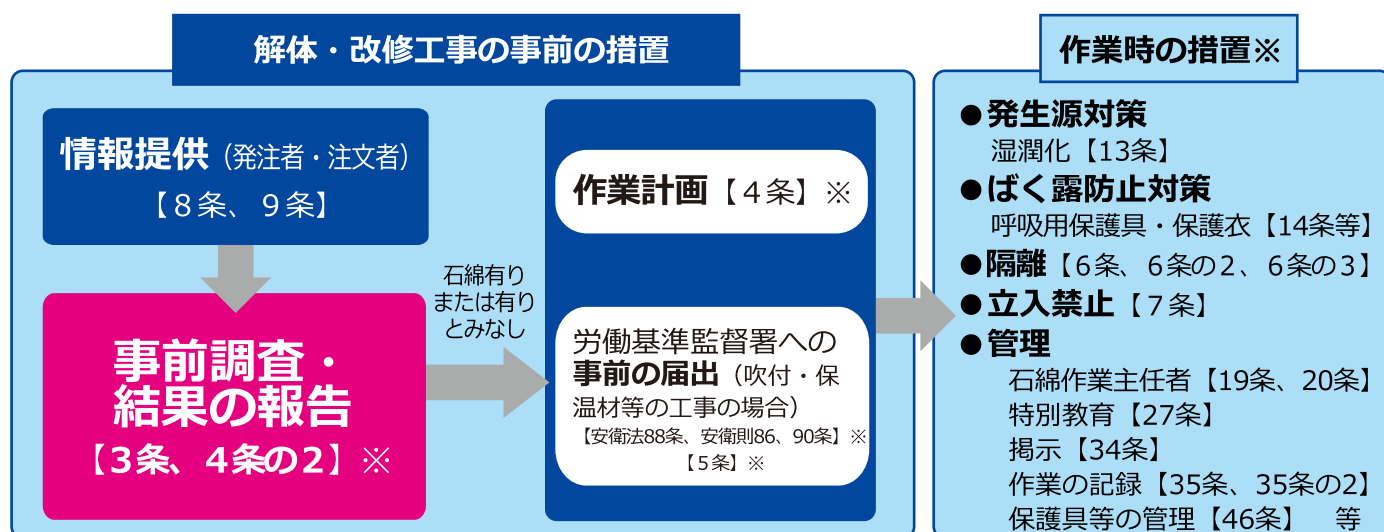 解体・改修工事の事前の措置
情報提供（発注者・注文者）
【８条、９条】
事前調査・
結果の報告
【３条、４条の２】※
石綿有り
または有り
とみなし
作業計画【４条】※
労働基準監督署への
事前の届出（吹付・保
温材等の工事の場合）
【安衛法88条、安衛則86、90条】※
【５条】※
作業時の措置※
●発生源対策
湿潤化【13条】
●ばく露防止対策
呼吸用保護具・保護衣【14条等】
●隔離【６条、６条の２、６条の３】
●立入禁止【７条】
●管理
石綿作業主任者【19条、20条】
特別教育【27条】
掲示【34条】
作業の記録【35条、35条の2】
保護具等の管理【46条】　等